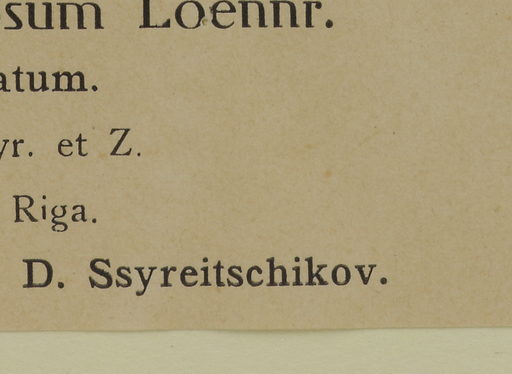 sum Loennr.
atum.
yr. et Z.
Riga.
D. Ssyreitschikov.